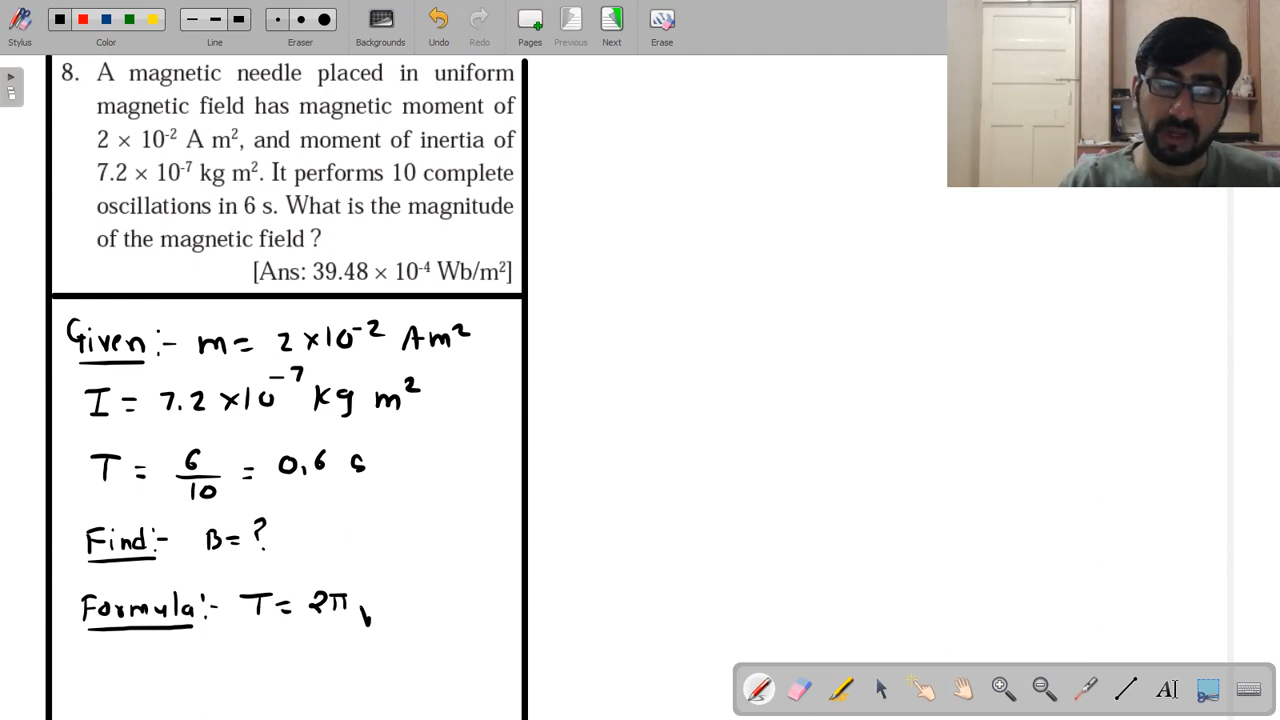 Stylus
Color
Line
Eraser
Backgrounds
Undo
Redo
Pages
Previous
Next
Erase
8. A magnetic needle placed in uniform
magnetic field has magnetic moment of
2 × 10⁻² A m², and moment of inertia of
7.2 × 10⁻⁷ kg m². It performs 10 complete
oscillations in 6 s. What is the magnitude
of the magnetic field ?
[Ans: 39.48 × 10⁻⁴ Wb/m²]
Given :- m = 2 × 10⁻² Am²
I = 7.2 × 10⁻⁷ kg m²
T = 6/10 = 0.6 s
Find :- B = ?
Formula :- T = 2π